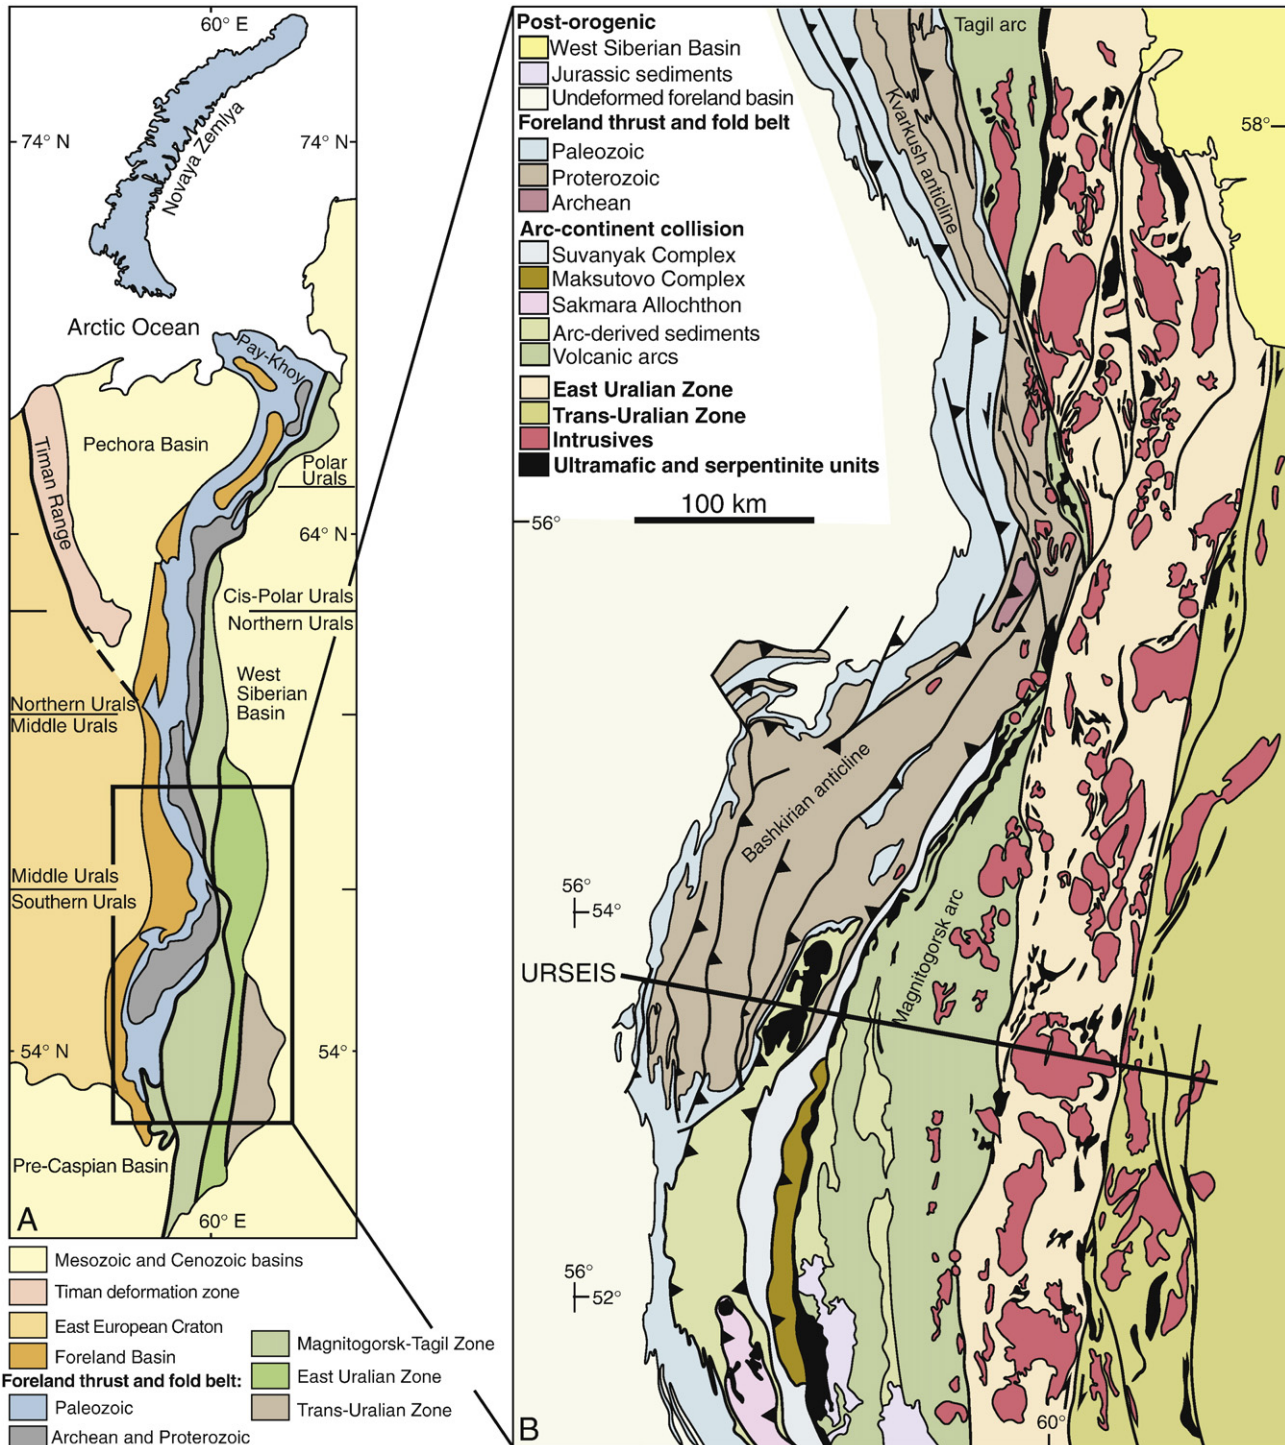 60° E
74° N
74° N
Novaya Zemlya
Arctic Ocean
Pay-Khoy
Pechora Basin
Timan Range
Polar
Urals
64° N
Cis-Polar Urals
Northern Urals
West
Siberian
Basin
Northern Urals
Middle Urals
Middle Urals
Southern Urals
54° N
54°
Pre-Caspian Basin
A
60° E
Mesozoic and Cenozoic basins
Timan deformation zone
East European Craton
Foreland Basin
Foreland thrust and fold belt:
Paleozoic
Archean and Proterozoic
Magnitogorsk-Tagil Zone
East Uralian Zone
Trans-Uralian Zone
Post-orogenic
West Siberian Basin
Jurassic sediments
Undeformed foreland basin
Foreland thrust and fold belt
Paleozoic
Proterozoic
Archean
Arc-continent collision
Suvanyak Complex
Maksutovo Complex
Sakmara Allochthon
Arc-derived sediments
Volcanic arcs
East Uralian Zone
Trans-Uralian Zone
Intrusives
Ultramafic and serpentinite units
100 km
Tagil arc
Kvarkush anticline
58°
56°
Bashkirian anticline
56°
54°
URSEIS
Magnitogorsk arc
56°
52°
60°
B